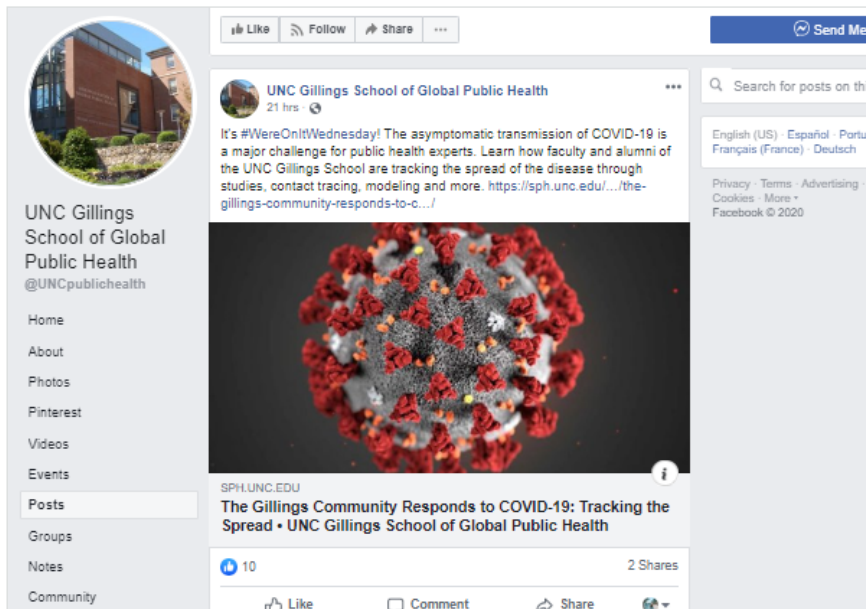 Like
Follow
Share
...
Send Me
UNC Gillings School of Global Public Health
21 hrs ·
It's #WereOnItWednesday! The asymptomatic transmission of COVID-19 is
a major challenge for public health experts. Learn how faculty and alumni of
the UNC Gillings School are tracking the spread of the disease through
studies, contact tracing, modeling and more. https://sph.unc.edu/.../the-
gillings-community-responds-to-c.../
SPH.UNC.EDU
The Gillings Community Responds to COVID-19: Tracking the
Spread • UNC Gillings School of Global Public Health
10
2 Shares
Like
Comment
Share
UNC Gillings
School of Global
Public Health
@UNCpublichealth
Home
About
Photos
Pinterest
Videos
Events
Posts
Groups
Notes
Community
Search for posts on thi
English (US) · Español · Portu
Français (France) · Deutsch
Privacy · Terms · Advertising ·
Cookies · More
Facebook © 2020